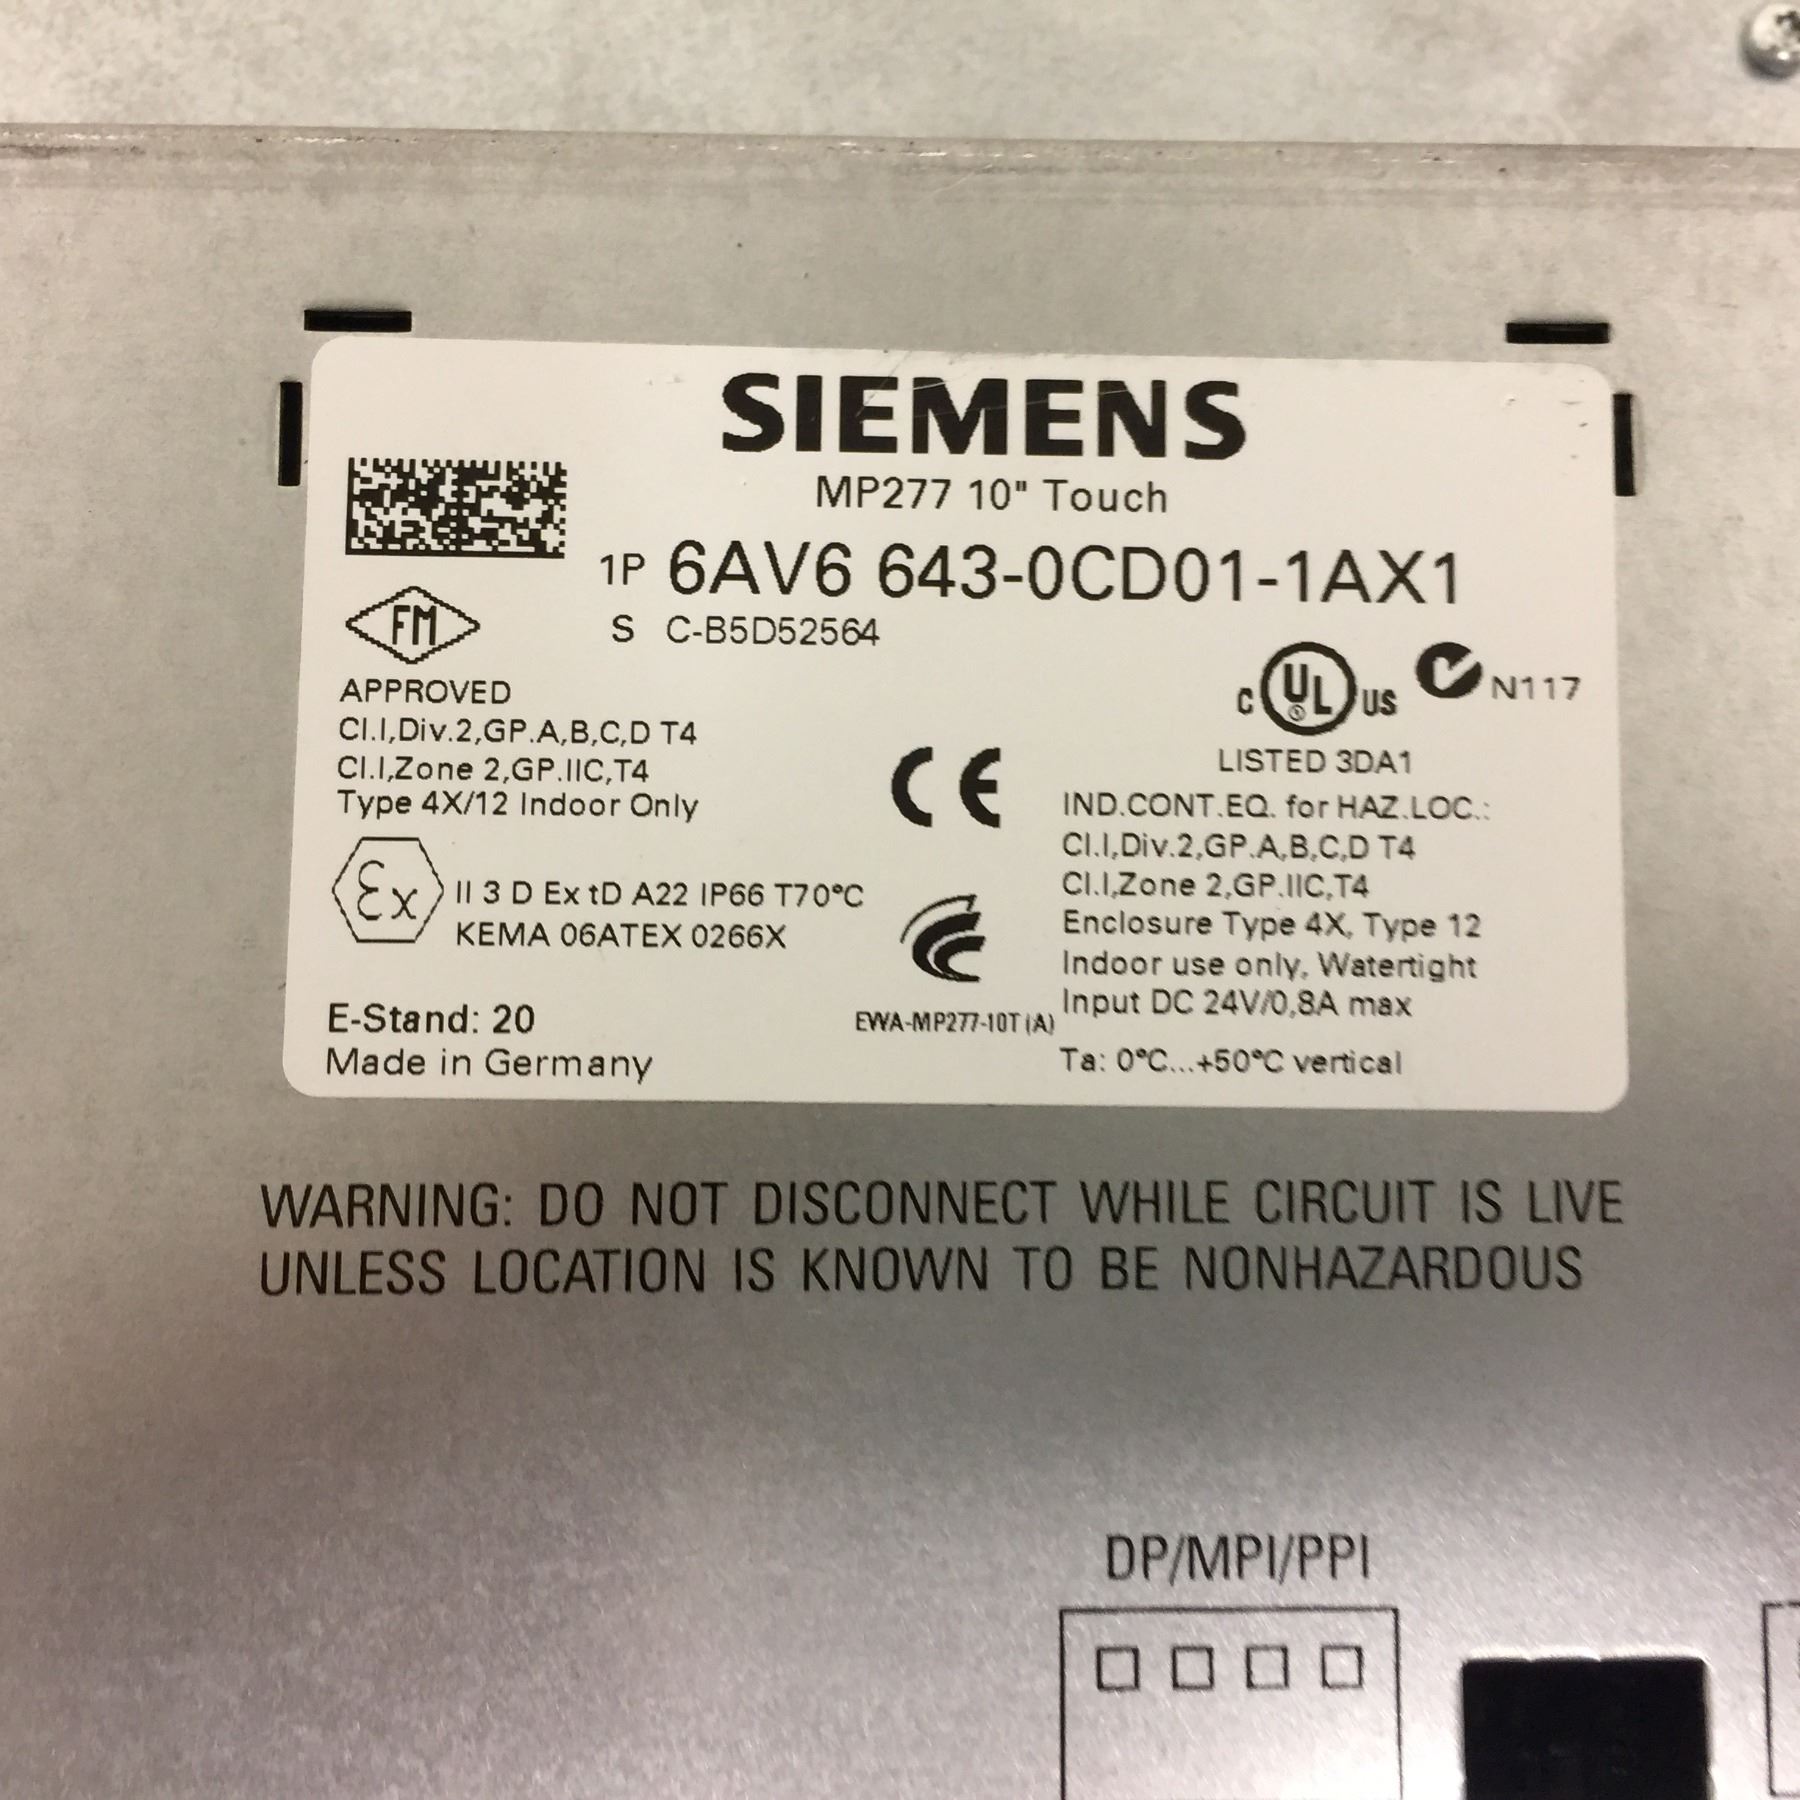 SIEMENS
MP277 10" Touch
1P 6AV6 643-0CD01-1AX1
S C-B5D52564
FM
APPROVED
Cl.I,Div.2,GP.A,B,C,D T4
Cl.I,Zone 2,GP.IIC,T4
Type 4X/12 Indoor Only
Ex II 3 D Ex tD A22 IP66 T70°C
KEMA 06ATEX 0266X
E-Stand: 20
Made in Germany
CE
EWA-MP277-10T(A)
C UL US N117
LISTED 3DA1
IND.CONT.EQ. for HAZ.LOC.:
Cl.I,Div.2,GP.A,B,C,D T4
Cl.I,Zone 2,GP.IIC,T4
Enclosure Type 4X, Type 12
Indoor use only, Watertight
Input DC 24V/0,8A max
Ta: 0°C...+50°C vertical
WARNING: DO NOT DISCONNECT WHILE CIRCUIT IS LIVE
UNLESS LOCATION IS KNOWN TO BE NONHAZARDOUS
DP/MPI/PPI